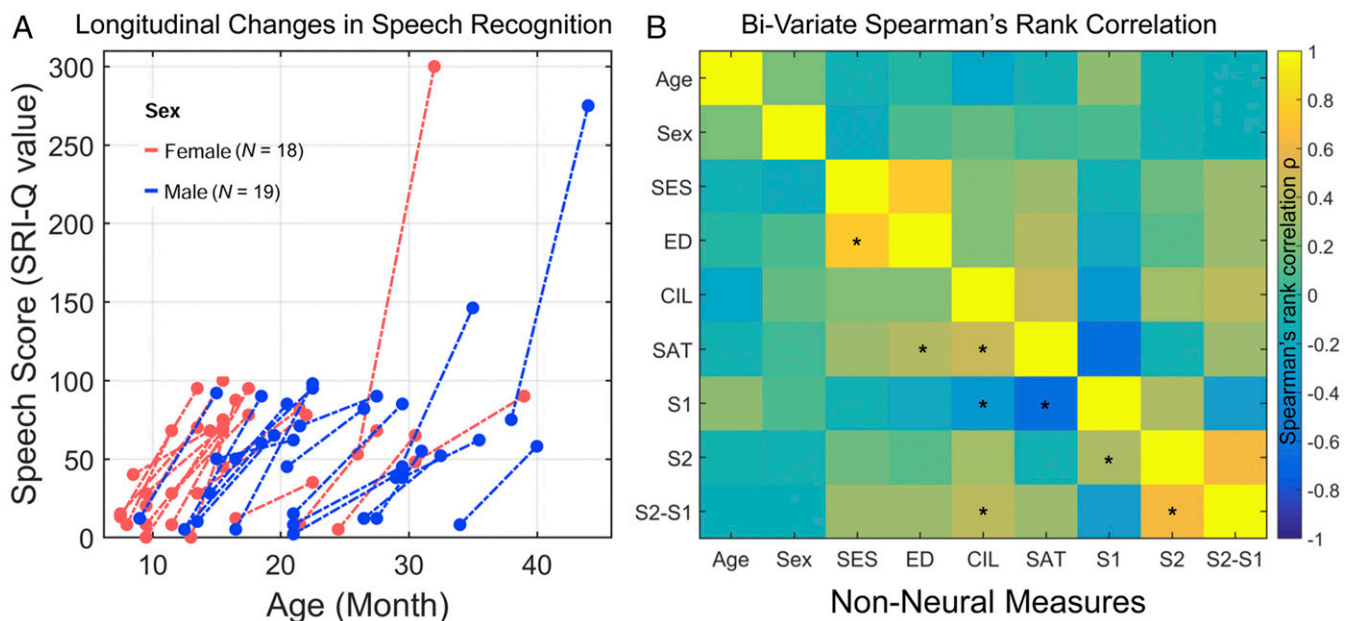 A Longitudinal Changes in Speech Recognition
Speech Score (SRI-Q value)
300
250
200
150
100
50
0
Sex
Female (N = 18)
Male (N = 19)
10 20 30 40
Age (Month)
B Bi-Variate Spearman's Rank Correlation
Age
Sex
SES
ED *
CIL
SAT * *
S1 * *
S2 *
S2-S1 * *
Age Sex SES ED CIL SAT S1 S2 S2-S1
Non-Neural Measures
1
0.8
0.6
0.4
0.2
0
-0.2
-0.4
-0.6
-0.8
-1
Spearman's rank correlation ρ